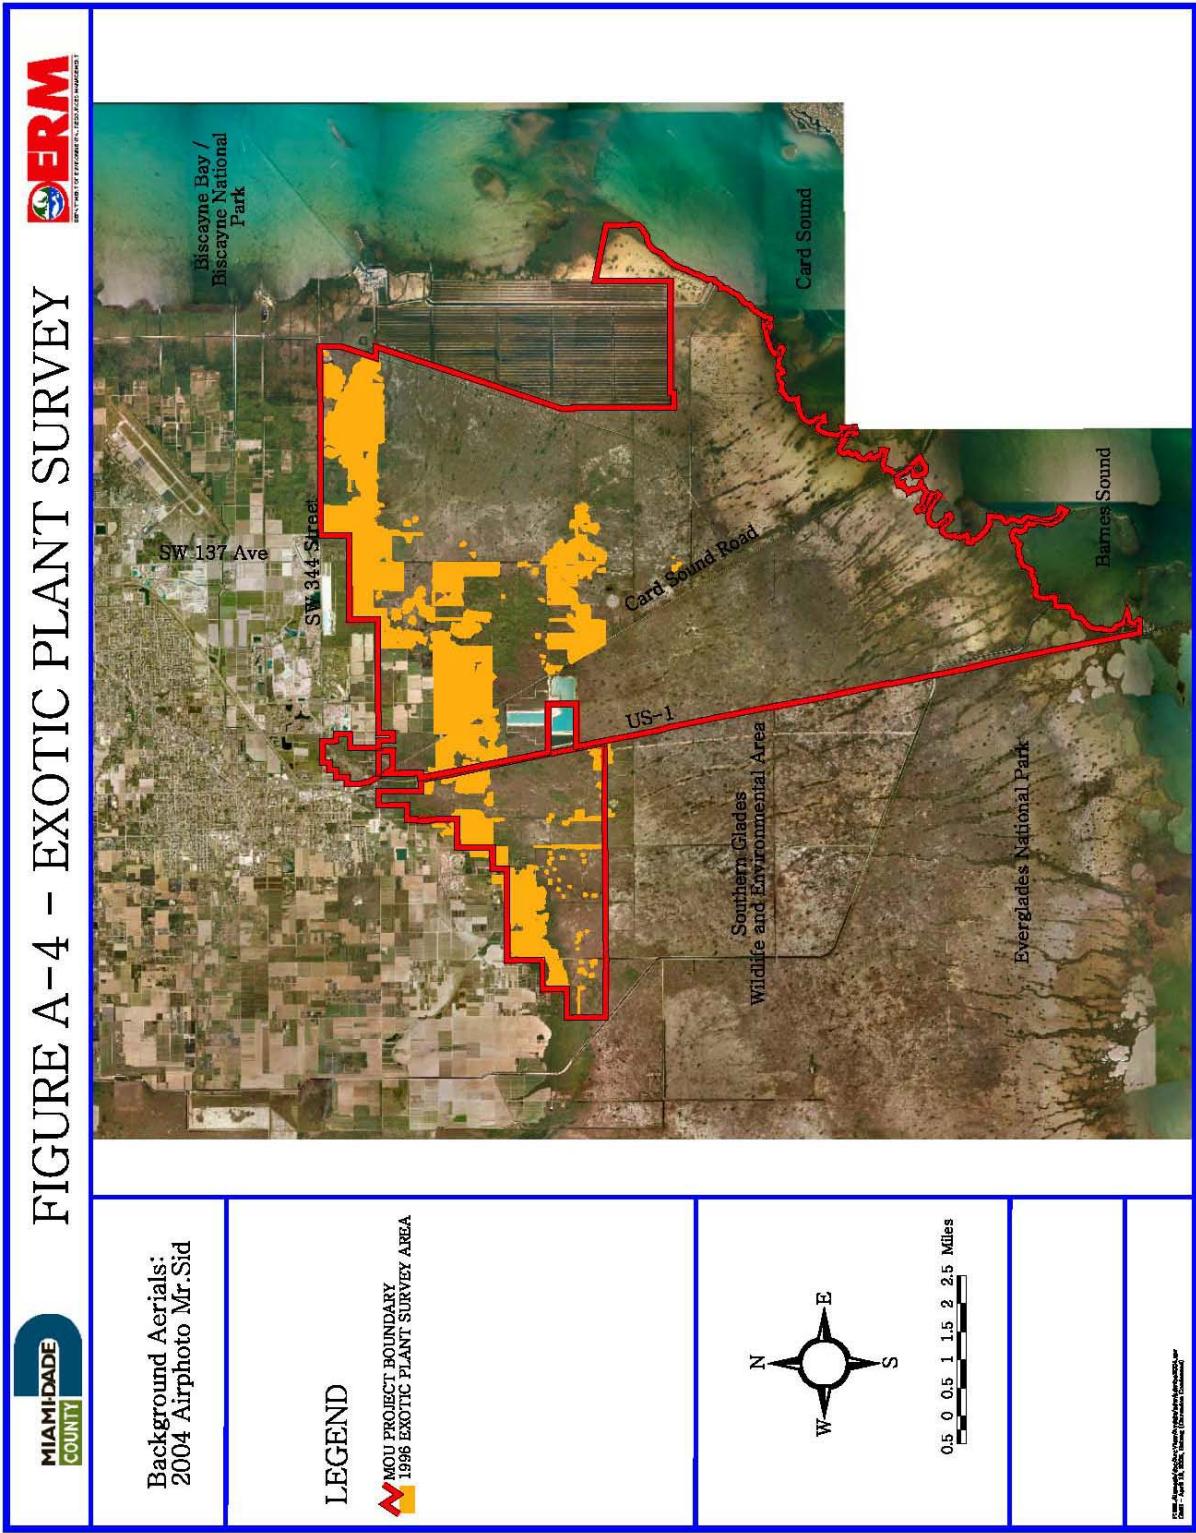 MIAMI-DADE
COUNTY
FIGURE A-4 - EXOTIC PLANT SURVEY
DERM
Background Aerials:
2004 Airphoto Mr.Sid
LEGEND
MOU PROJECT BOUNDARY
1996 EXOTIC PLANT SURVEY AREA
N
W
E
S
0.5 0 0.5 1 1.5 2 2.5 Miles
Biscayne Bay /
Biscayne National
Park
SW 137 Ave
SW 344 Street
Card Sound Road
Card Sound
US-1
Barnes Sound
Southern Glades
Wildlife and Environmental Area
Everglades National Park